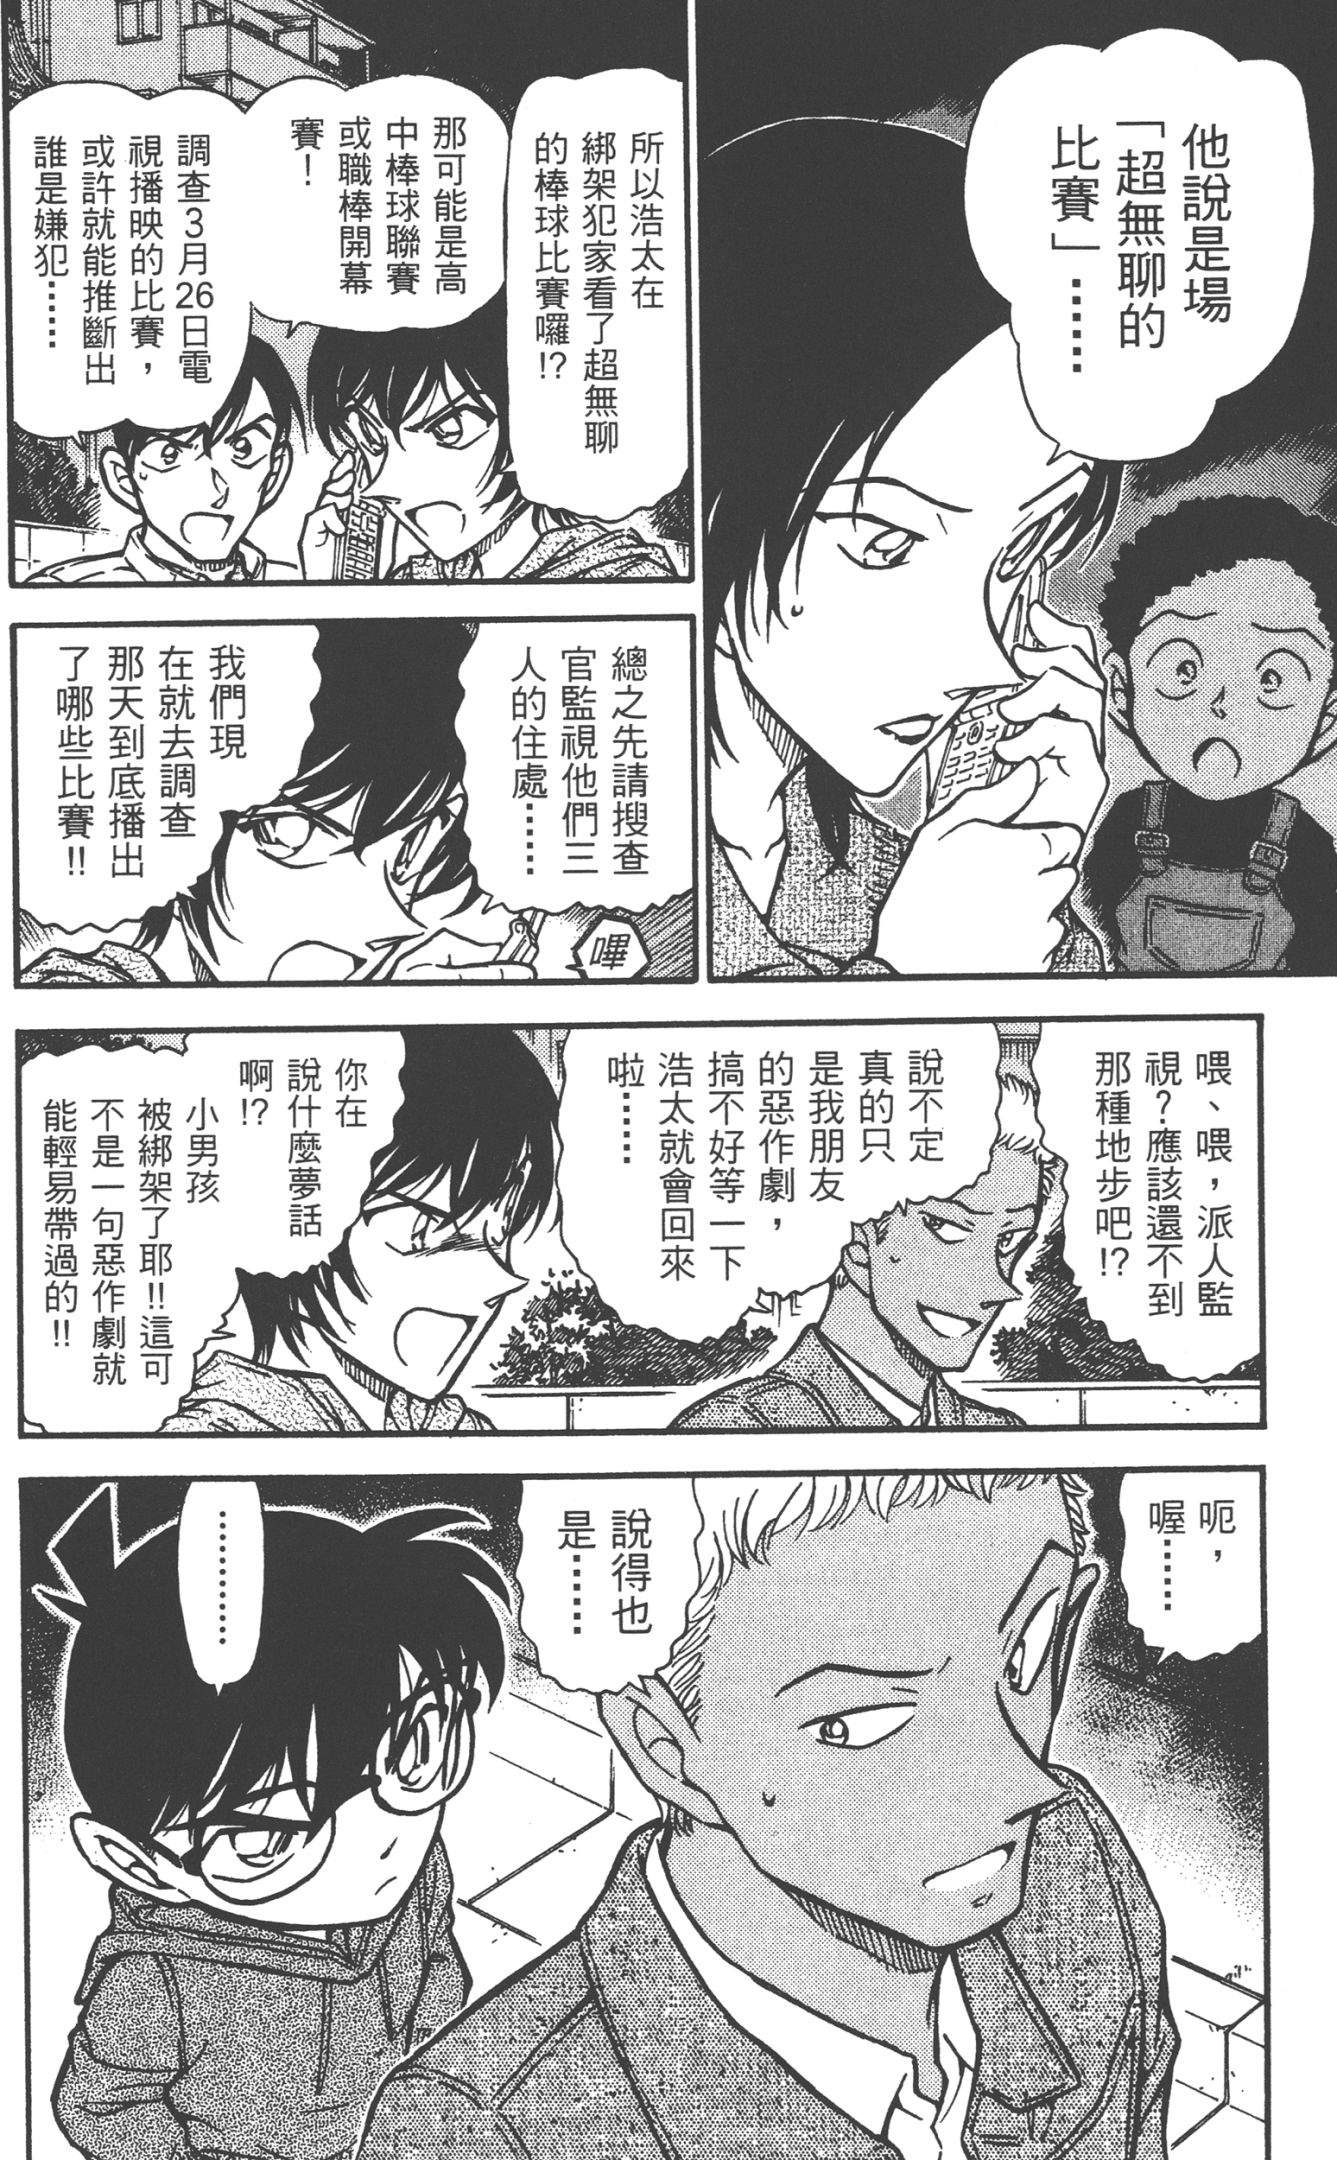 他說是場
「超無聊的
比賽」……
所以浩太在
綁架犯家看了超無聊
的棒球比賽囉!?
那可能是高
中棒球聯賽
或職棒開幕
賽！
調查3月26日電
視播映的比賽，
或許就能推斷出
誰是嫌犯……
總之先請搜查
官監視他們三
人的住處……
我們現
在就去調查
那天到底播出
了哪些比賽!!
嗶
喂、喂，派人監
視？應該還不到
那種地步吧!?
說不定
真的只
是我朋友
的惡作劇，
搞不好等一下
浩太就會回來
啦……
你在
說什麼夢話
啊!?
小男孩
被綁架了耶!!這可
不是一句惡作劇就
能輕易帶過的!!
呃，
喔……
說得也
是……
………